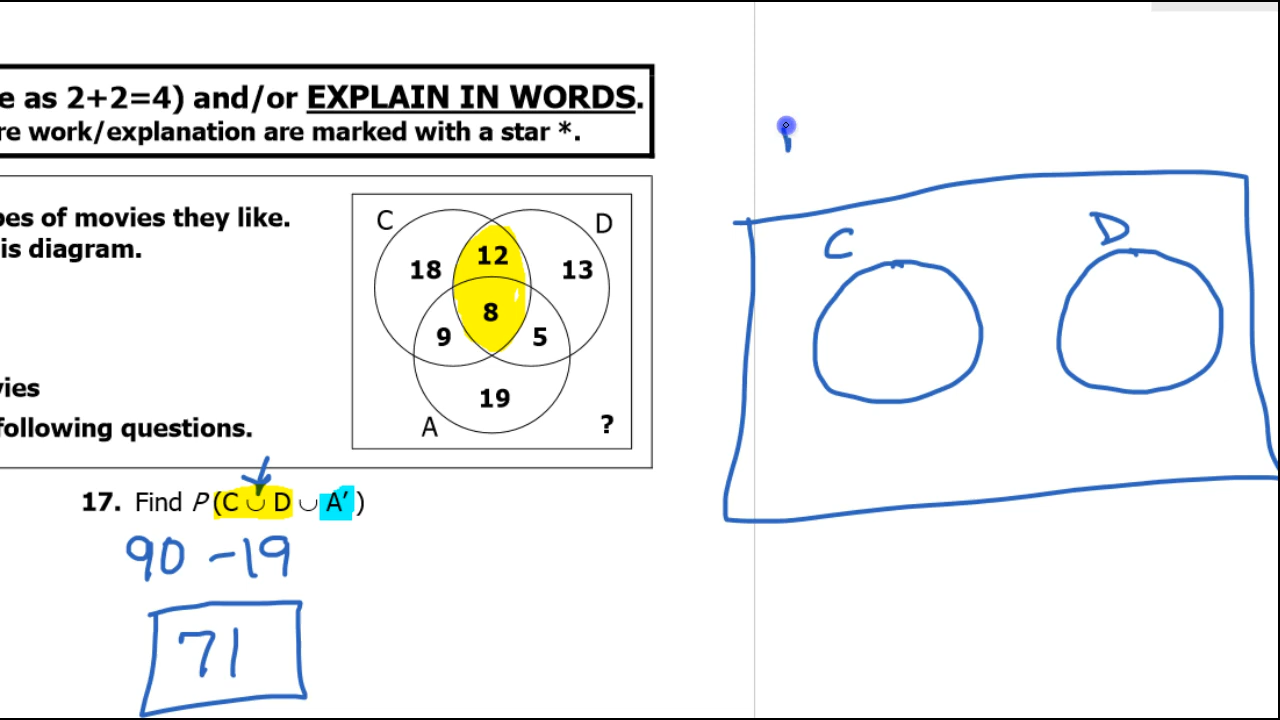 e as 2+2=4) and/or EXPLAIN IN WORDS.
re work/explanation are marked with a star *.
pes of movies they like.
is diagram.
C
D
12
18
13
8
9
5
19
A
?
vies
following questions.
17. Find P(C ∪ D ∪ A′)
90 - 19
71
C
D